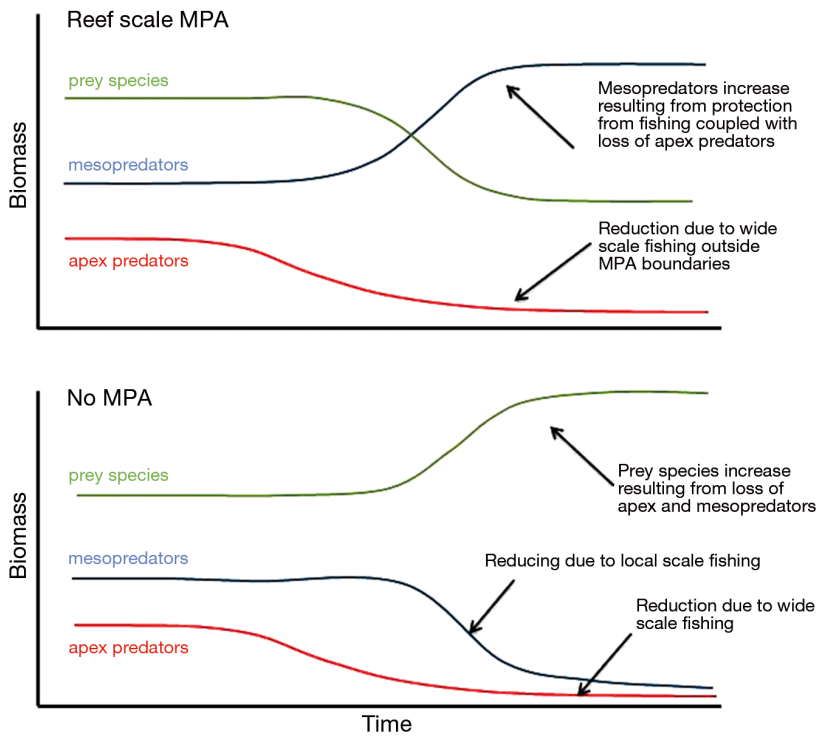 Reef scale MPA
prey species
Mesopredators increase
resulting from protection
from fishing coupled with
loss of apex predators
mesopredators
Biomass
Reduction due to wide
scale fishing outside
MPA boundaries
apex predators
No MPA
prey species
Prey species increase
resulting from loss of
apex and mesopredators
Biomass
mesopredators
Reducing due to local scale fishing
Reduction due to wide
scale fishing
apex predators
Time